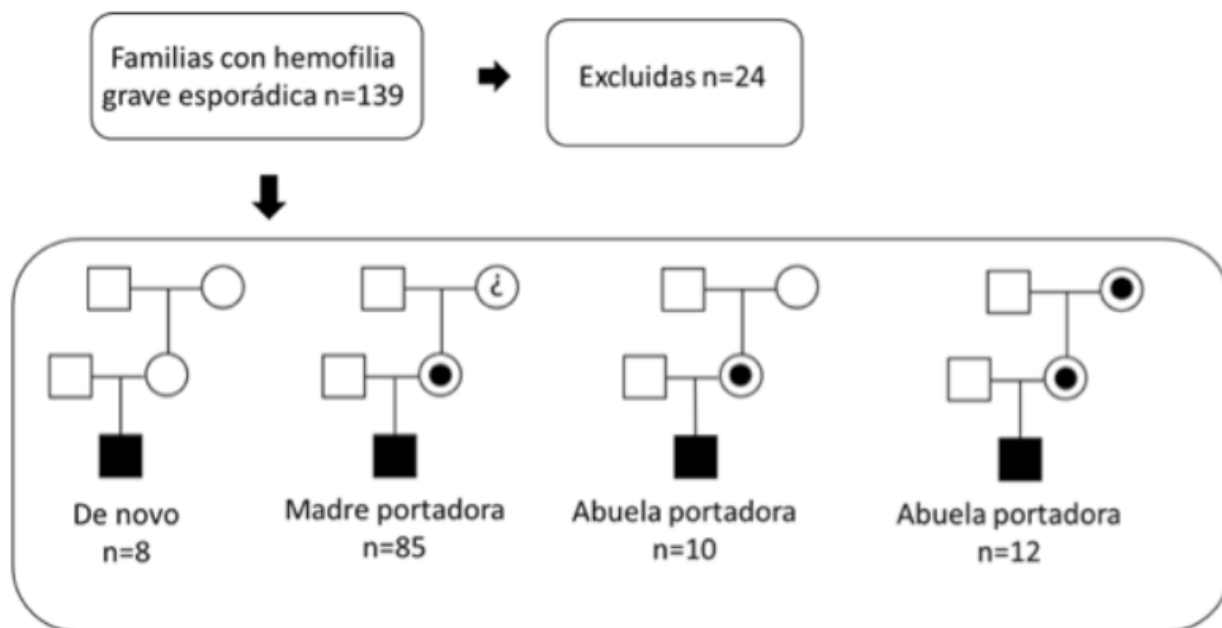 Familias con hemofilia
grave esporádica n=139
Excluidas n=24
¿
De novo
n=8
Madre portadora
n=85
Abuela portadora
n=10
Abuela portadora
n=12